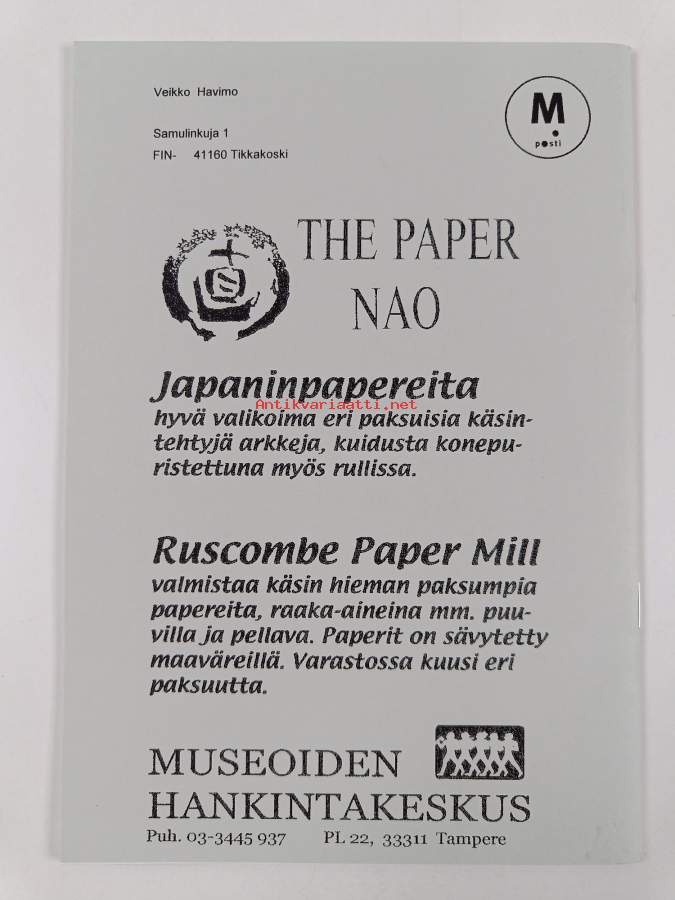 Veikko Havimo
Samulinkuja 1
FIN- 41160 Tikkakoski
M
posti
THE PAPER
NAO
Japaninpapereita
Antikvariaatti.net
hyvä valikoima eri paksuisia käsin-
tehtyjä arkkeja, kuidusta konepu-
ristettuna myös rullissa.
Ruscombe Paper Mill
valmistaa käsin hieman paksumpia
papereita, raaka-aineina mm. puu-
villa ja pellava. Paperit on sävytetty
maaväreillä. Varastossa kuusi eri
paksuutta.
MUSEOIDEN
HANKINTAKESKUS
Puh. 03-3445 937 PL 22, 33311 Tampere